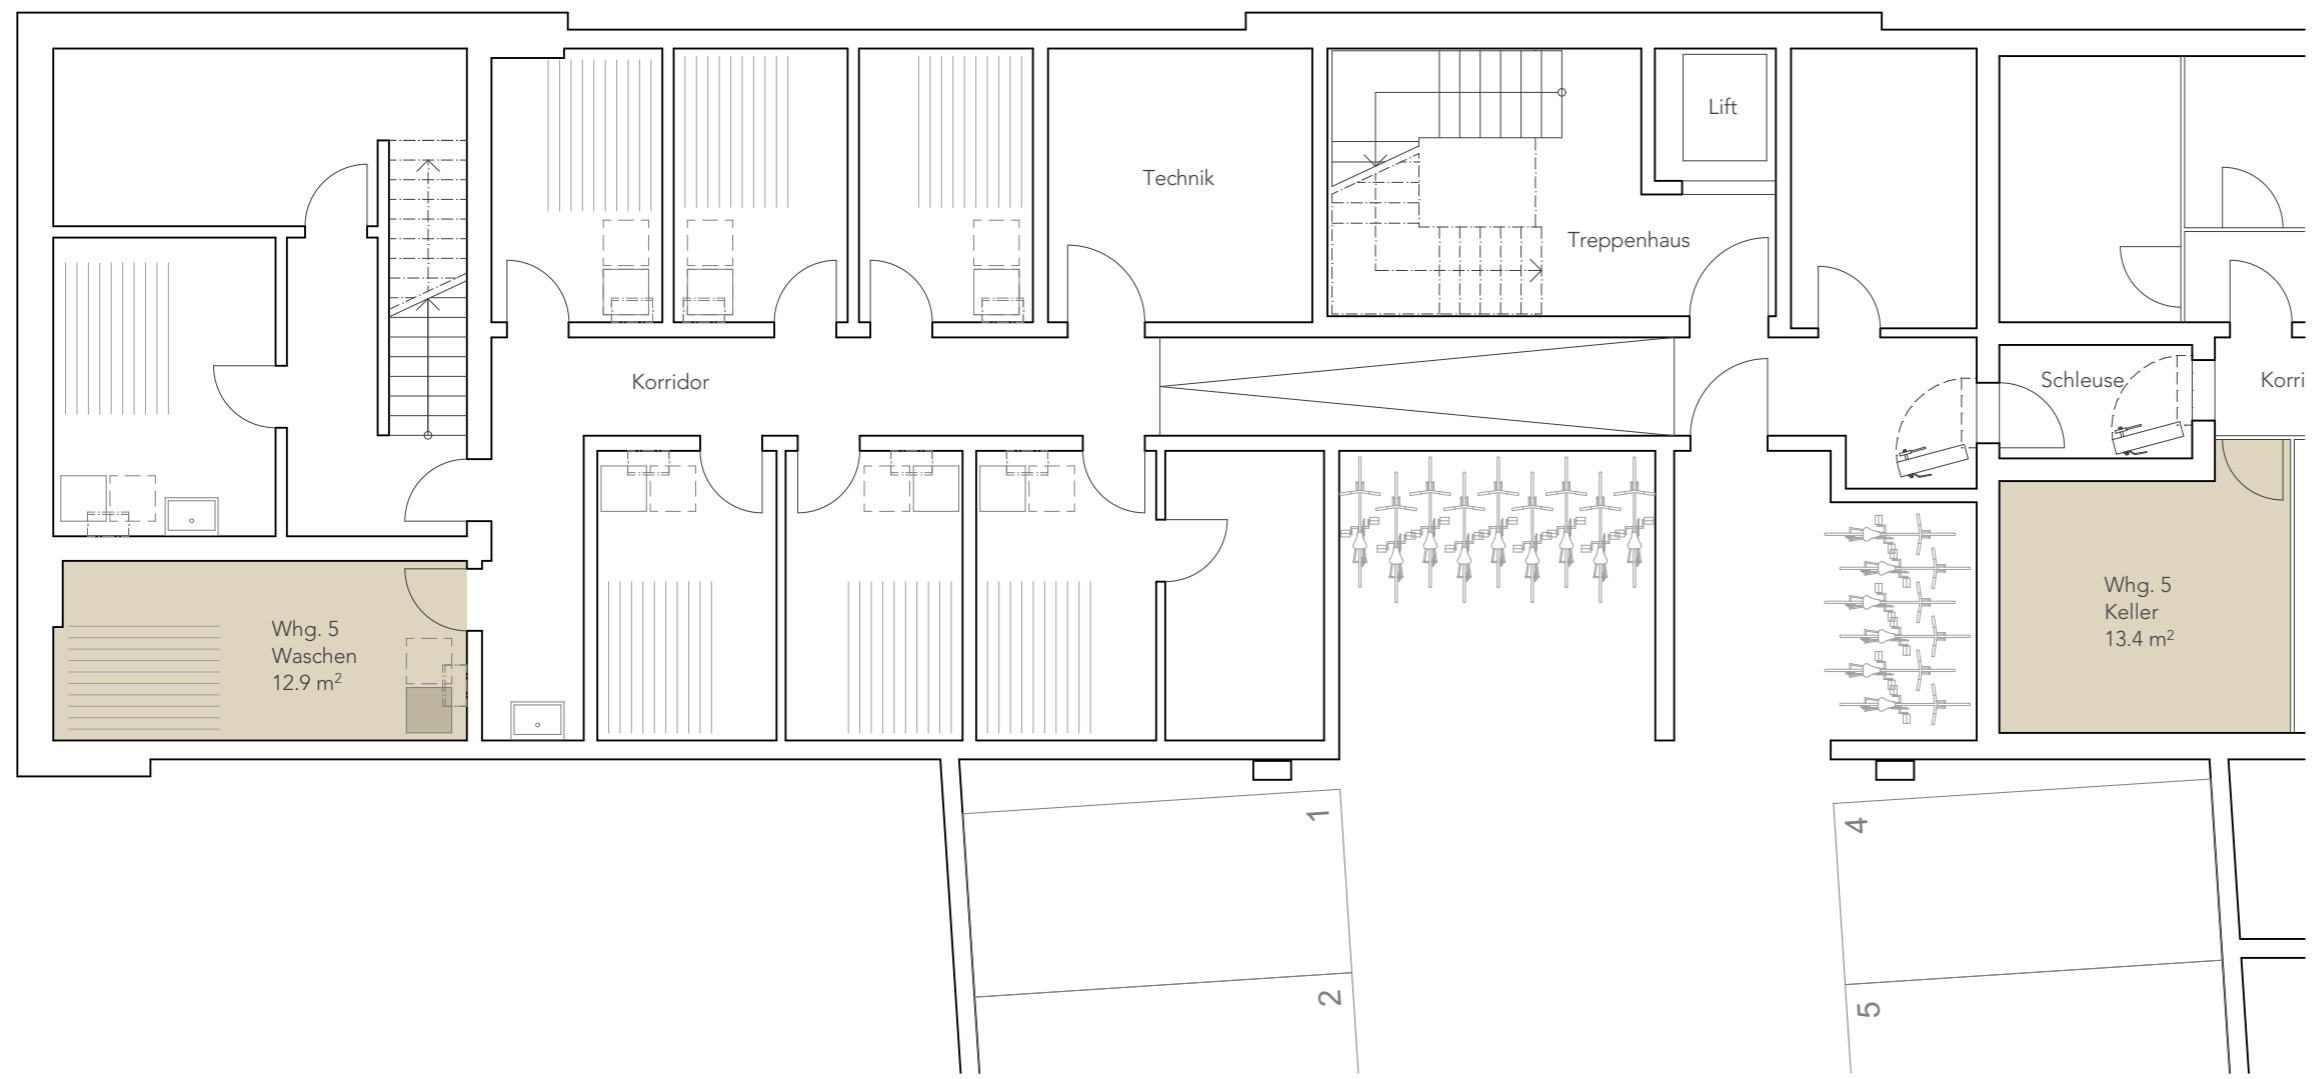 Lift
Technik
Treppenhaus
Korridor
Schleuse
Korri
Whg. 5
Keller
13.4 m²
Whg. 5
Waschen
12.9 m²
1
4
2
5